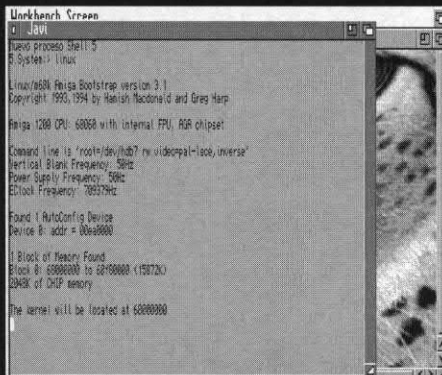 Workbench Screen
Javi
Nuevo proceso Shell 5
5.System:> linux
Linux/m68k Amiga Bootstrap version 3.1
Copyright 1993,1994 by Hamish Macdonald and Greg Harp
Amiga 1200 CPU: 68060 with internal FPU, AGA chipset
Command line is 'root=/dev/hdb7 rw video=pal-lace,inverse'
Vertical Blank Frequency: 50Hz
Power Supply Frequency: 50Hz
EClock Frequency: 709379Hz
Found 1 AutoConfig Device
Device 0: addr = 00ea0000
1 Block of Memory Found
Block 0: 68000000 to 68f80000 (15872K)
2048K of CHIP memory
The kernel will be located at 68000000